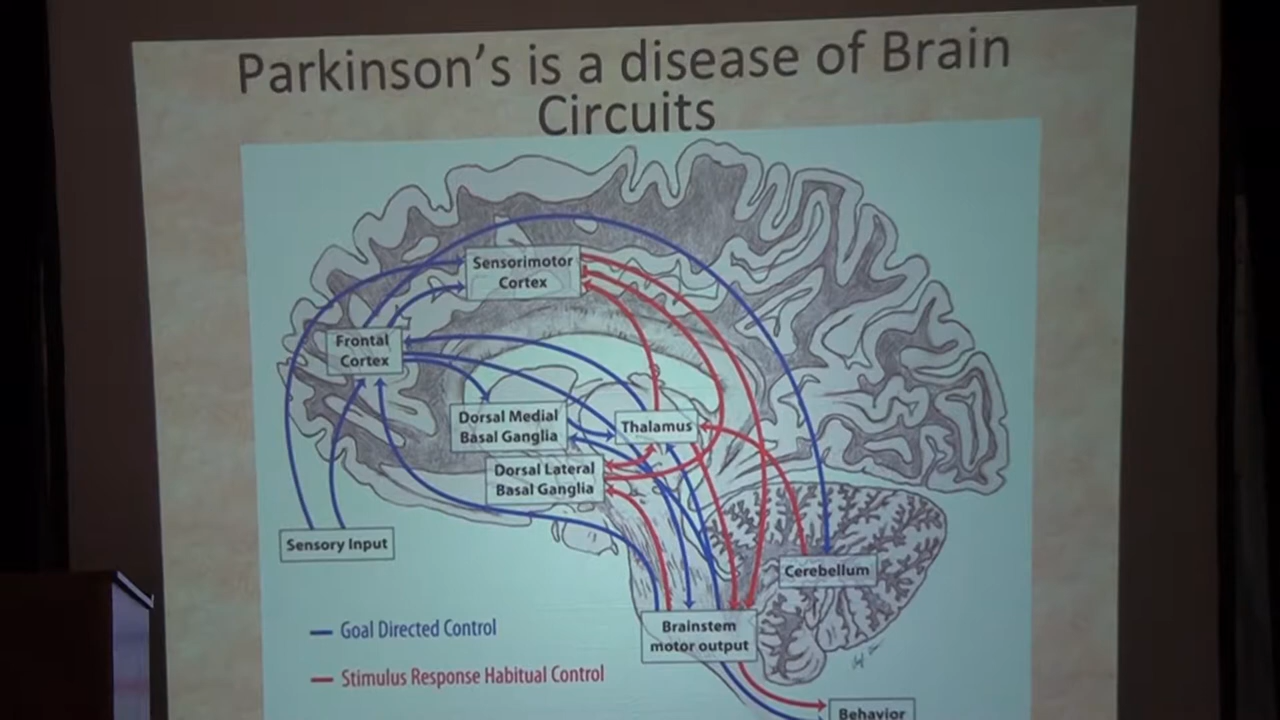 Parkinson's is a disease of Brain
Circuits
Sensorimotor
Cortex
Frontal
Cortex
Dorsal Medial
Basal Ganglia
Thalamus
Dorsal Lateral
Basal Ganglia
Sensory Input
Cerebellum
Brainstem
motor output
Goal Directed Control
Stimulus Response Habitual Control
Behavior